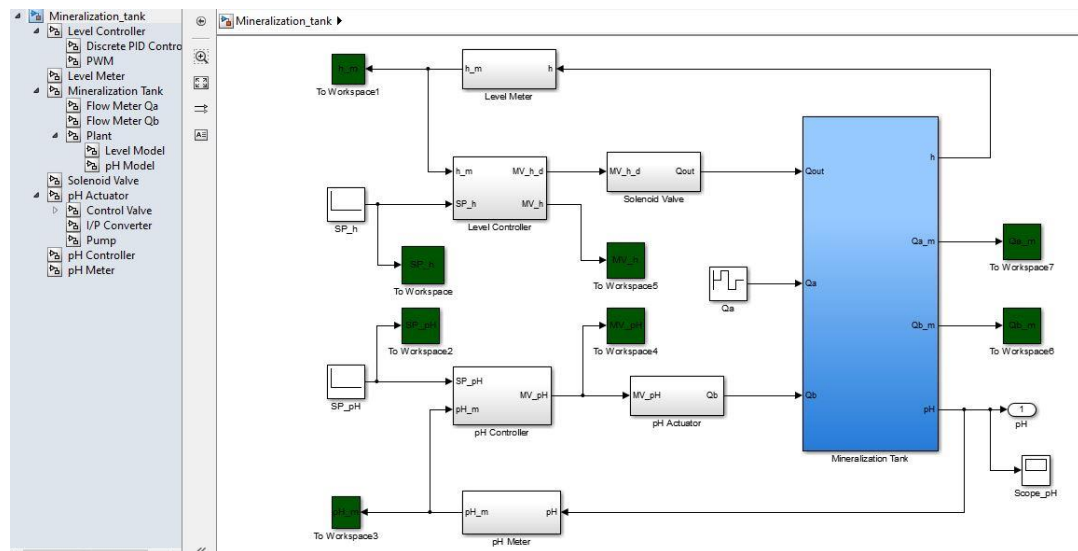 Mineralization_tank
Level Controller
Discrete PID Contro
PWM
Level Meter
Mineralization Tank
Flow Meter Qa
Flow Meter Qb
Plant
Level Model
pH Model
Solenoid Valve
pH Actuator
Control Valve
I/P Converter
Pump
pH Controller
pH Meter
Mineralization_tank
h_m
To Workspace1
h_m
h
Level Meter
h_m
SP_h
MV_h_d
MV_h
Level Controller
MV_h_d
Qout
Solenoid Valve
SP_h
SP_h
To Workspace
MV_h
To Workspace5
Qa
SP_pH
To Workspace2
MV_pH
To Workspace4
SP_pH
SP_pH
pH_m
MV_pH
pH Controller
MV_pH
Qb
pH Actuator
Qout
Qa
Qb
h
Qa_m
Qb_m
pH
Mineralization Tank
Qa_m
To Workspace7
Qb_m
To Workspace6
1
pH
Scope_pH
pH_m
To Workspace3
pH_m
pH
pH Meter